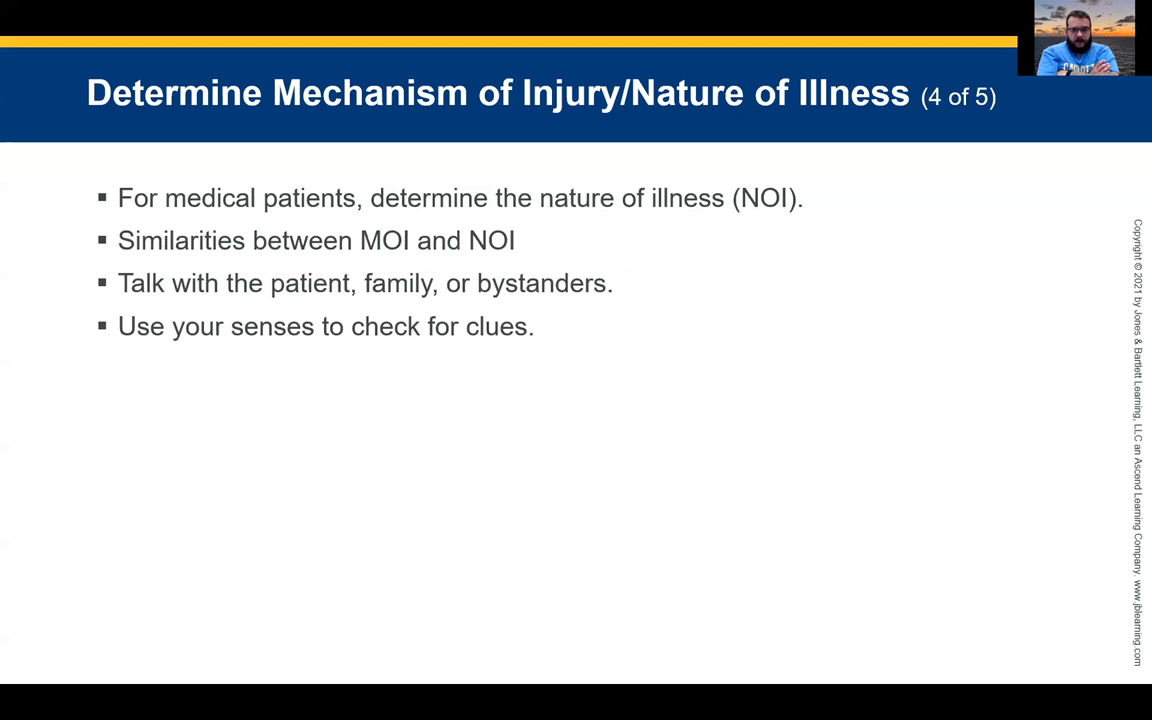 Determine Mechanism of Injury/Nature of Illness (4 of 5)
▪ For medical patients, determine the nature of illness (NOI).
▪ Similarities between MOI and NOI
▪ Talk with the patient, family, or bystanders.
▪ Use your senses to check for clues.
Copyright © 2021 by Jones & Bartlett Learning, LLC an Ascend Learning Company. www.jblearning.com